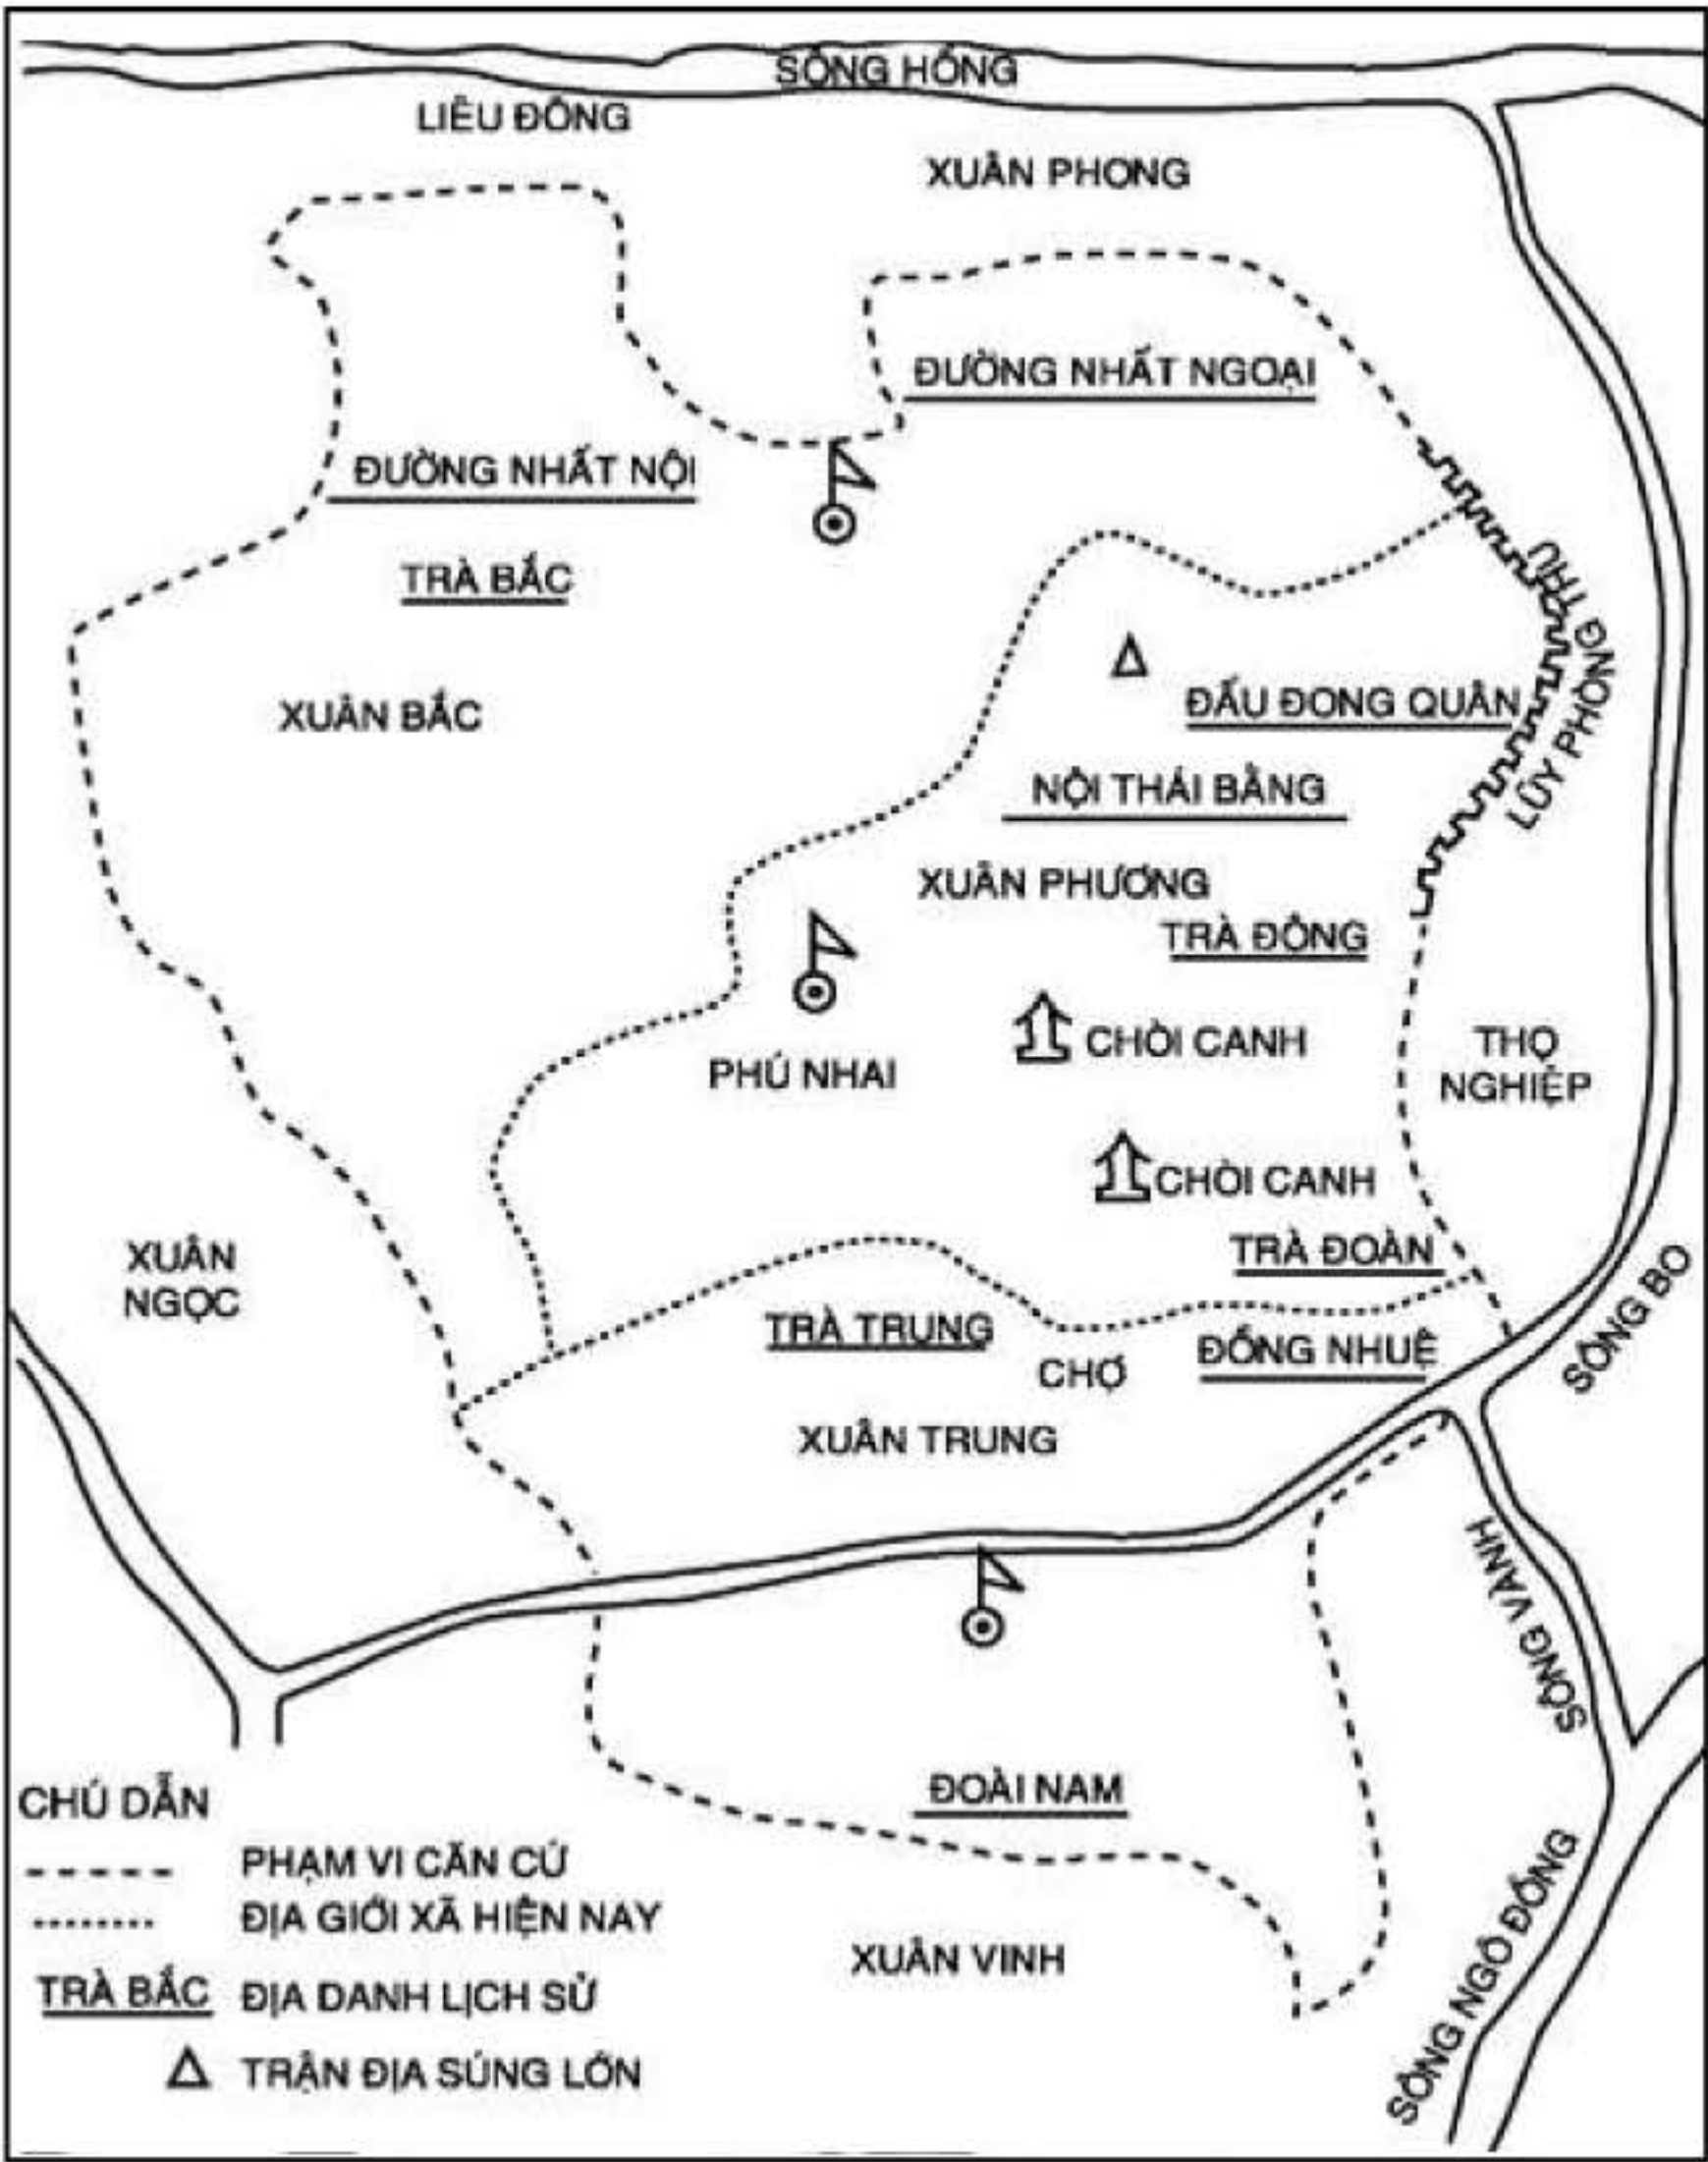 SÔNG HỒNG
LIÊU ĐÔNG
XUÂN PHONG
ĐƯỜNG NHẤT NGOẠI
ĐƯỜNG NHẤT NỘI
TRÀ BẮC
LŨY PHÒNG THỦ
ĐẤU ĐONG QUÂN
XUÂN BẮC
NỘI THÁI BẰNG
XUÂN PHƯƠNG
TRÀ ĐÔNG
CHÒI CANH
THỌ
NGHIỆP
PHÚ NHAI
CHÒI CANH
XUÂN
NGỌC
TRÀ ĐOÀN
SÔNG BO
TRÀ TRUNG
ĐỒNG NHUỆ
CHỢ
XUÂN TRUNG
SÔNG VANH
ĐOÀI NAM
CHÚ DẪN
PHẠM VI CĂN CỨ
ĐỊA GIỚI XÃ HIỆN NAY
XUÂN VINH
SÔNG NGÔ ĐỒNG
TRÀ BẮC ĐỊA DANH LỊCH SỬ
TRẬN ĐỊA SÚNG LỚN